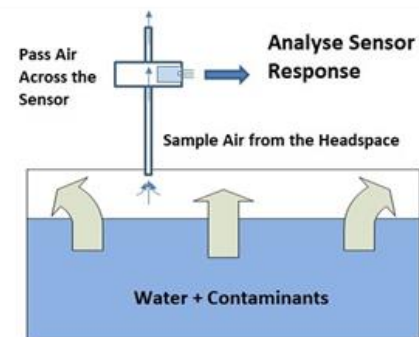 Pass Air
Across the
Sensor
Analyse Sensor
Response
Sample Air from the Headspace
Water + Contaminants